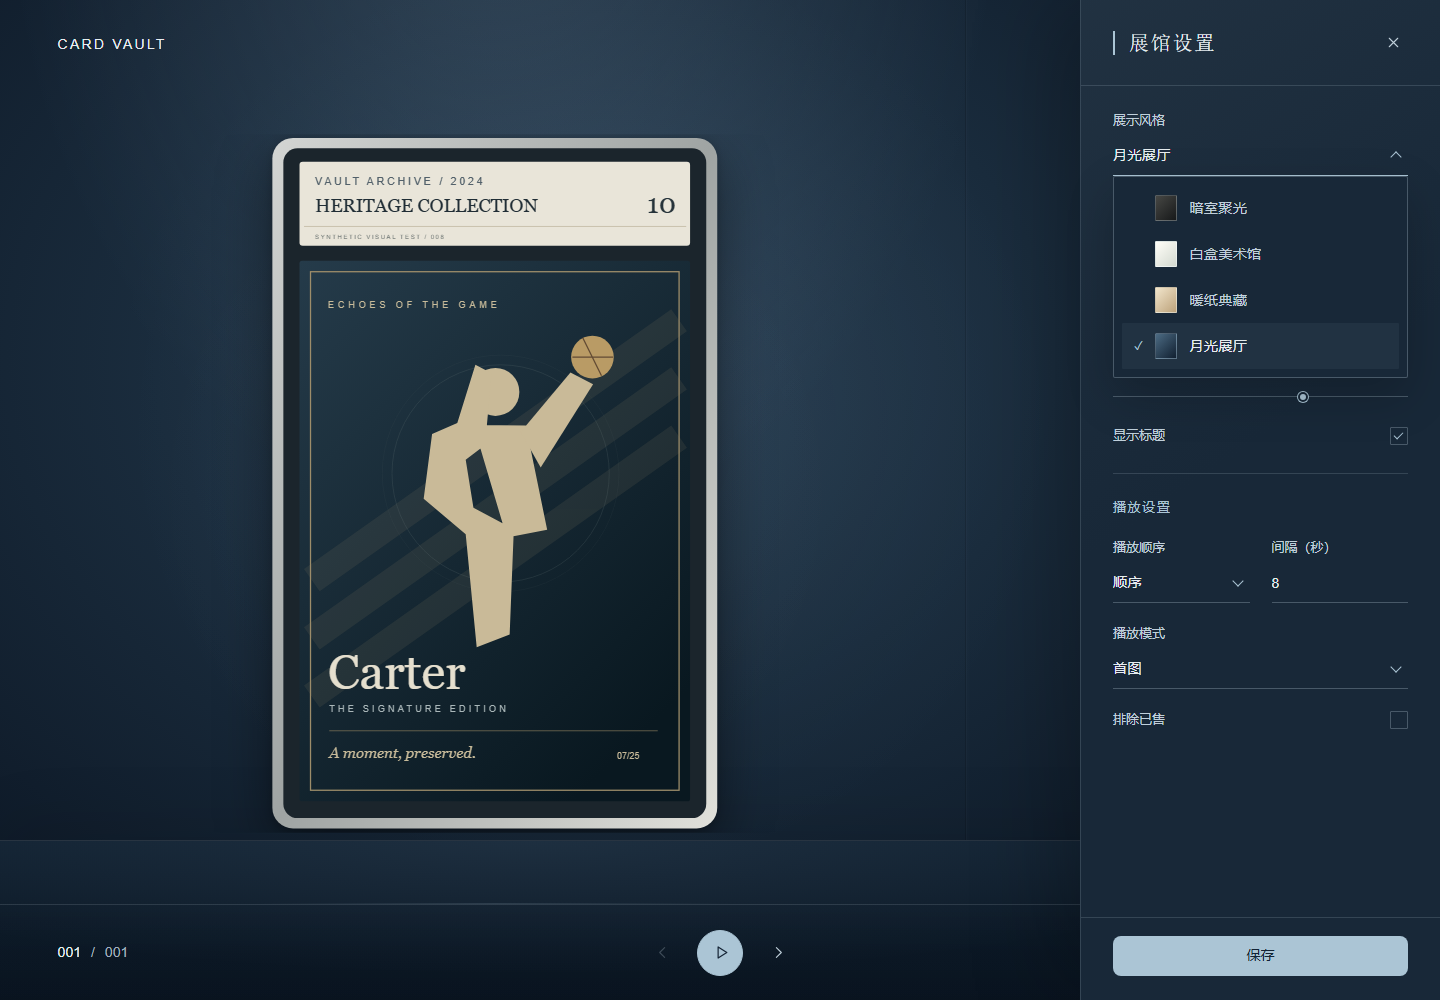 CARD VAULT
VAULT ARCHIVE / 2024
HERITAGE COLLECTION 10
SYNTHETIC VISUAL TEST / 008
ECHOES OF THE GAME
Carter
THE SIGNATURE EDITION
A moment, preserved. 07/25
001 / 001
展馆设置
展示风格
月光展厅
暗室聚光
白盒美术馆
暖纸典藏
✓ 月光展厅
显示标题
播放设置
播放顺序 间隔（秒）
顺序 8
播放模式
首图
排除已售
保存